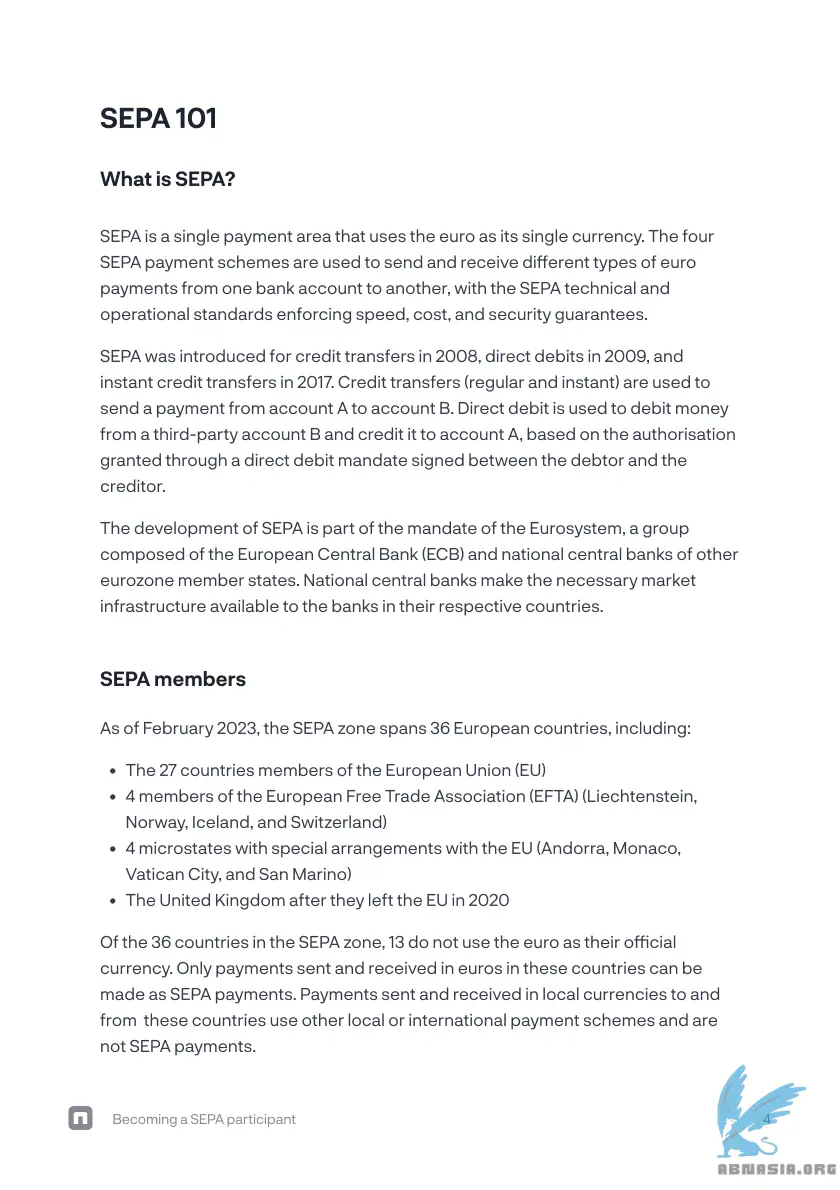 SEPA 101
What is SEPA?
SEPA is a single payment area that uses the euro as its single currency. The four
SEPA payment schemes are used to send and receive different types of euro
payments from one bank account to another, with the SEPA technical and
operational standards enforcing speed, cost, and security guarantees.
SEPA was introduced for credit transfers in 2008, direct debits in 2009, and
instant credit transfers in 2017. Credit transfers (regular and instant) are used to
send a payment from account A to account B. Direct debit is used to debit money
from a third-party account B and credit it to account A, based on the authorisation
granted through a direct debit mandate signed between the debtor and the
creditor.
The development of SEPA is part of the mandate of the Eurosystem, a group
composed of the European Central Bank (ECB) and national central banks of other
eurozone member states. National central banks make the necessary market
infrastructure available to the banks in their respective countries.
SEPA members
As of February 2023, the SEPA zone spans 36 European countries, including:
• The 27 countries members of the European Union (EU)
• 4 members of the European Free Trade Association (EFTA) (Liechtenstein,
Norway, Iceland, and Switzerland)
• 4 microstates with special arrangements with the EU (Andorra, Monaco,
Vatican City, and San Marino)
• The United Kingdom after they left the EU in 2020
Of the 36 countries in the SEPA zone, 13 do not use the euro as their official
currency. Only payments sent and received in euros in these countries can be
made as SEPA payments. Payments sent and received in local currencies to and
from  these countries use other local or international payment schemes and are
not SEPA payments.
Becoming a SEPA participant
4
ABNASIA.ORG